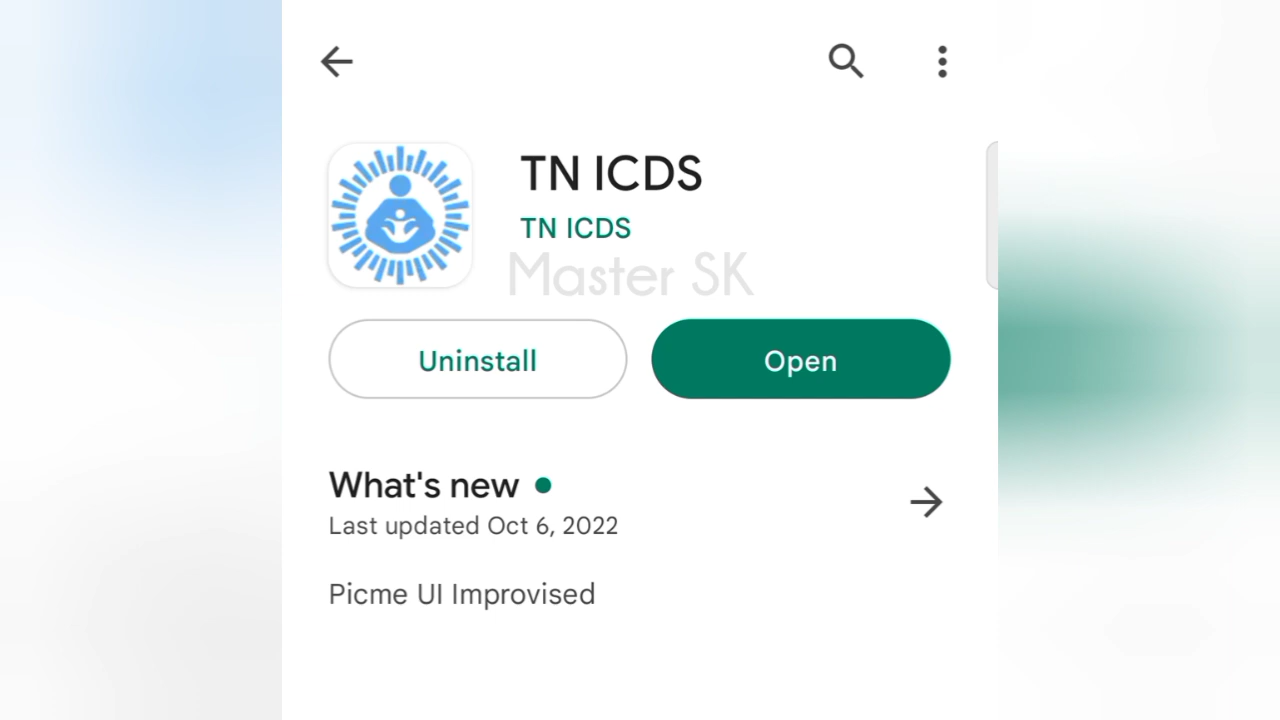 TN ICDS
TN ICDS
Master SK
Uninstall
Open
What's new
Last updated Oct 6, 2022
Picme UI Improvised